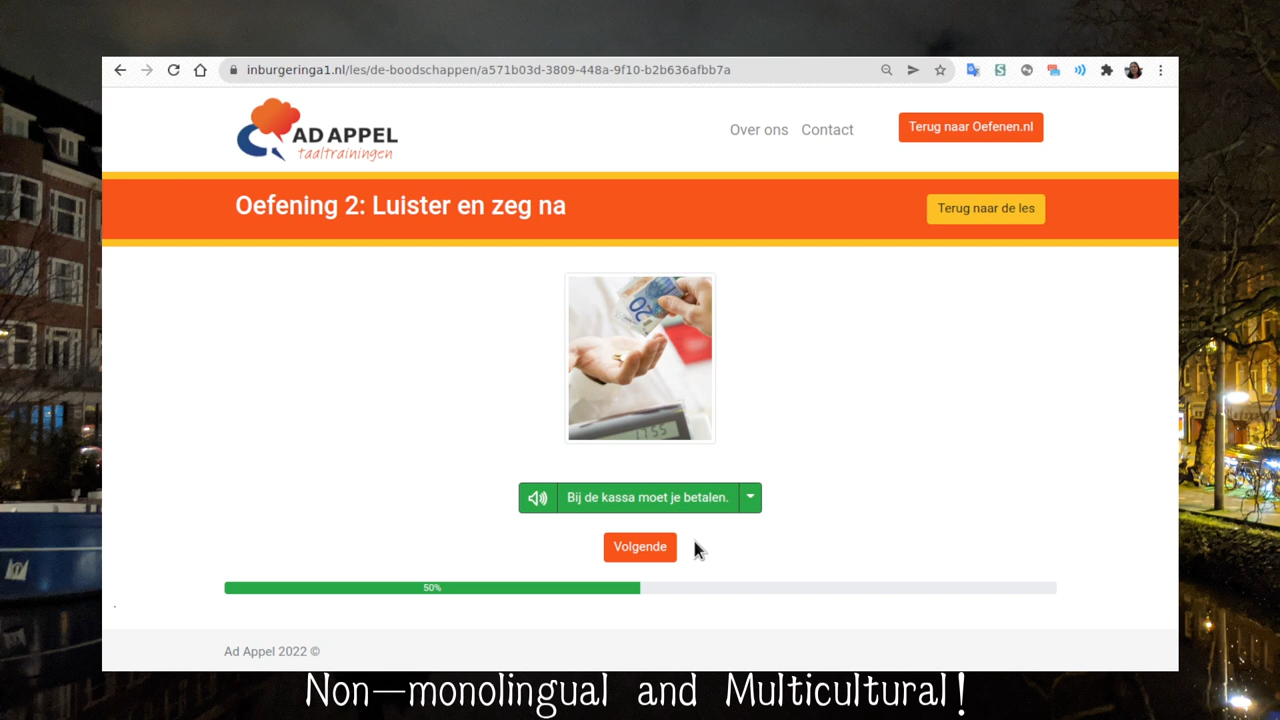 inburgeringa1.nl/les/de-boodschappen/a571b03d-3809-448a-9f10-b2b636afbb7a
AD APPEL
taaltrainingen
Over ons
Contact
Terug naar Oefenen.nl
Oefening 2: Luister en zeg na
Terug naar de les
20
1755
Bij de kassa moet je betalen.
Volgende
50%
Ad Appel 2022 ©
Non-monolingual and Multicultural!